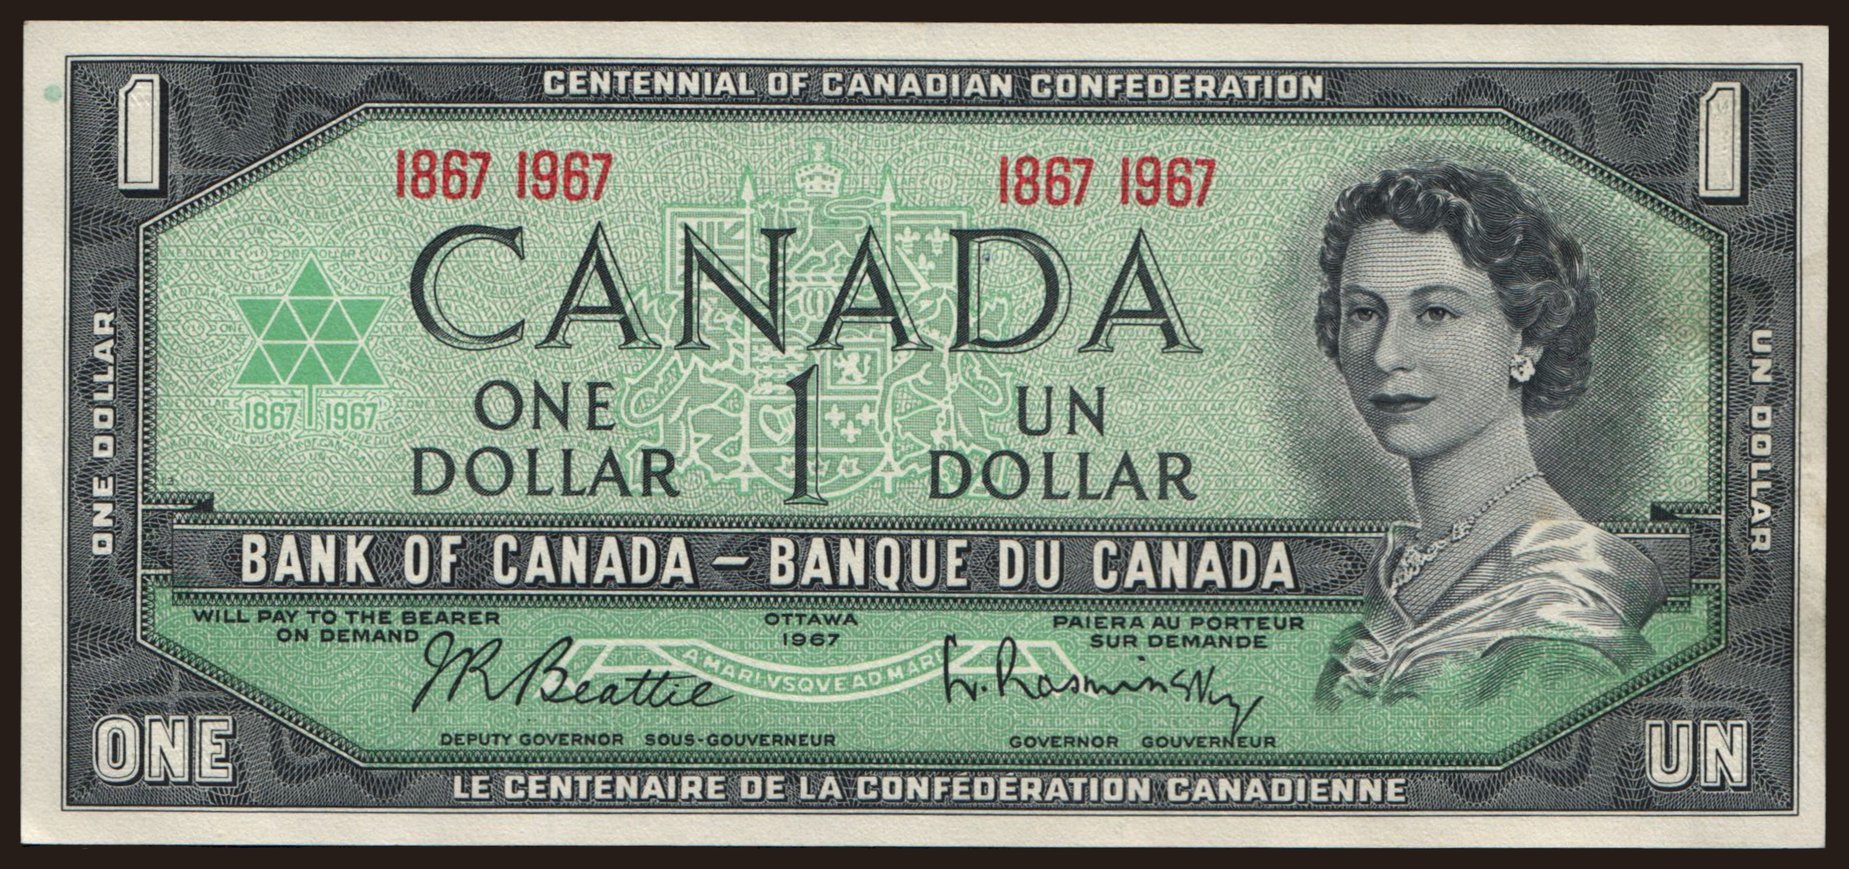 CENTENNIAL OF CANADIAN CONFEDERATION
1 1
1867 1967 1867 1967
CANADA
ONE DOLLAR 1 UN DOLLAR
1867 1967
ONE DOLLAR
UN DOLLAR
BANK OF CANADA – BANQUE DU CANADA
WILL PAY TO THE BEARER
ON DEMAND
OTTAWA
1967
PAIERA AU PORTEUR
SUR DEMANDE
A MARI VSQVE AD MARE
J R Beattie
L. Rasminsky
DEPUTY GOVERNOR SOUS-GOUVERNEUR
GOVERNOR GOUVERNEUR
ONE UN
LE CENTENAIRE DE LA CONFÉDÉRATION CANADIENNE